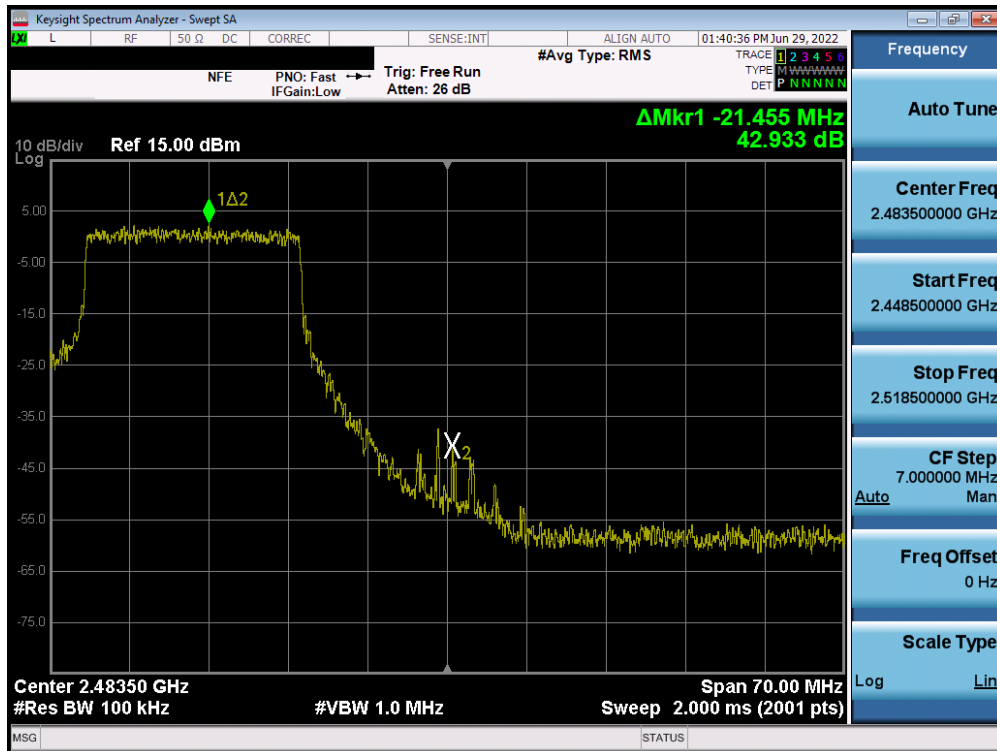 Keysight Spectrum Analyzer - Swept SA
LXI L RF 50 Ω DC CORREC SENSE:INT ALIGN AUTO 01:40:36 PM Jun 29, 2022
#Avg Type: RMS
TRACE 1 2 3 4 5 6
TYPE M WWWWW
DET P N N N N N
NFE PNO: Fast Trig: Free Run
IFGain:Low Atten: 26 dB
ΔMkr1 -21.455 MHz
42.933 dB
10 dB/div Ref 15.00 dBm
Log
1Δ2
5.00
-5.00
-15.0
-25.0
-35.0
X2
-45.0
-55.0
-65.0
-75.0
Center 2.48350 GHz Span 70.00 MHz
#Res BW 100 kHz #VBW 1.0 MHz Sweep 2.000 ms (2001 pts)
MSG STATUS
Frequency
Auto Tune
Center Freq
2.483500000 GHz
Start Freq
2.448500000 GHz
Stop Freq
2.518500000 GHz
CF Step
7.000000 MHz
Auto Man
Freq Offset
0 Hz
Scale Type
Log Lin